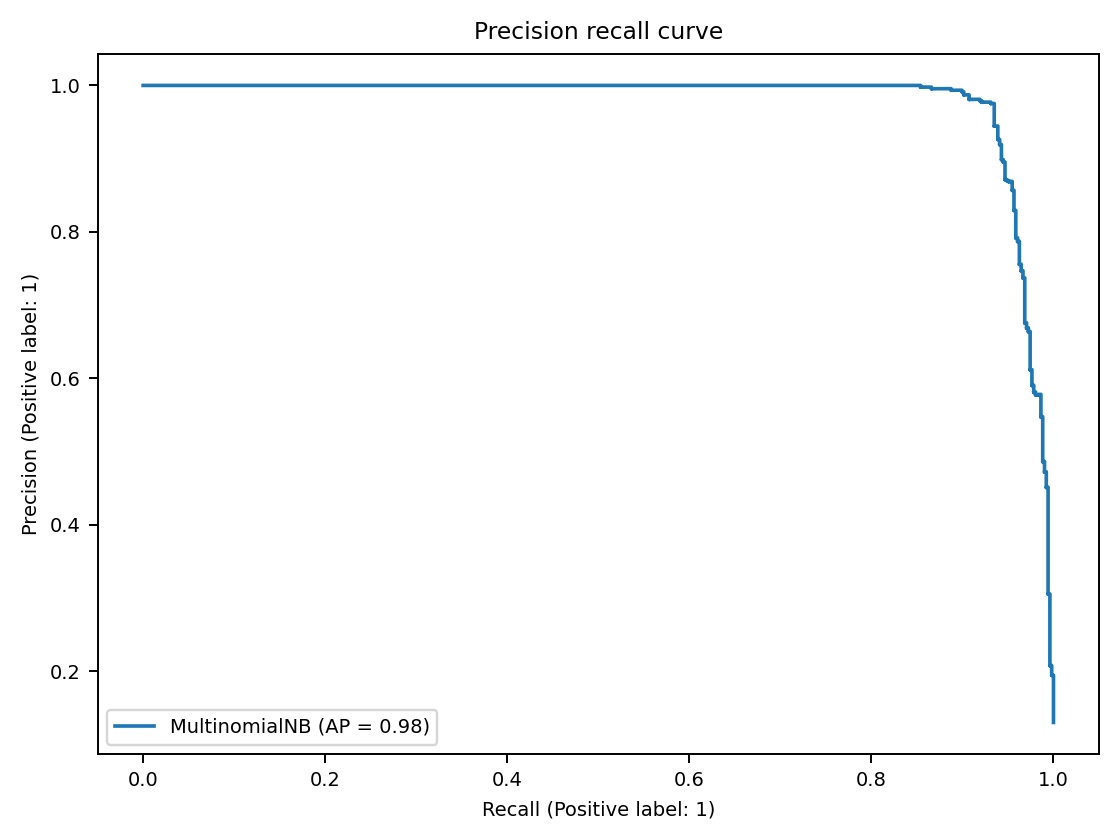 Precision recall curve
1.0
0.8
0.6
0.4
0.2
Precision (Positive label: 1)
MultinomialNB (AP = 0.98)
0.0 0.2 0.4 0.6 0.8 1.0
Recall (Positive label: 1)